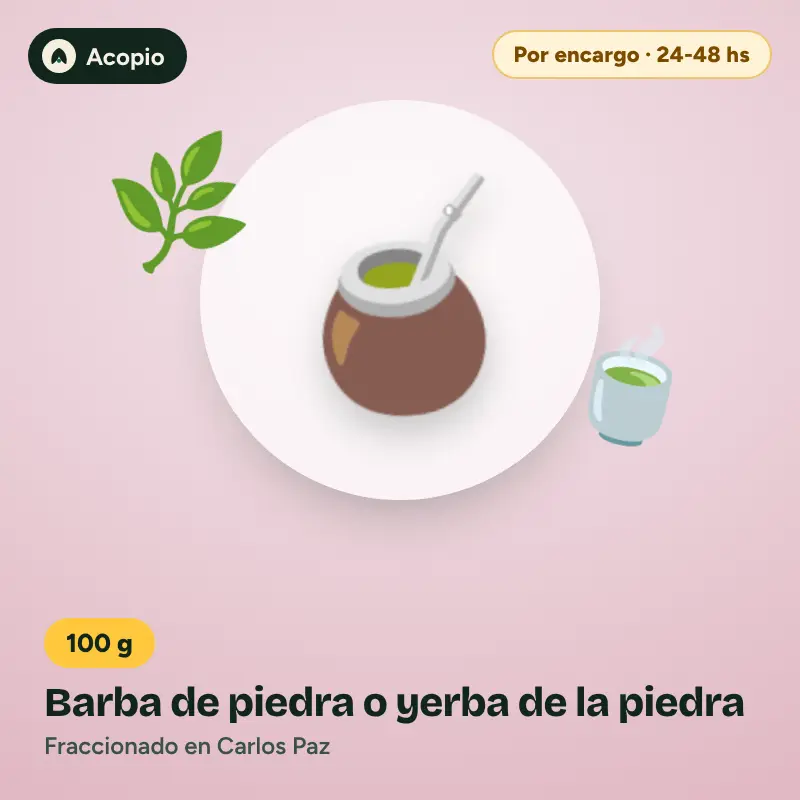 Acopio
Por encargo · 24-48 hs
100 g
Barba de piedra o yerba de la piedra
Fraccionado en Carlos Paz